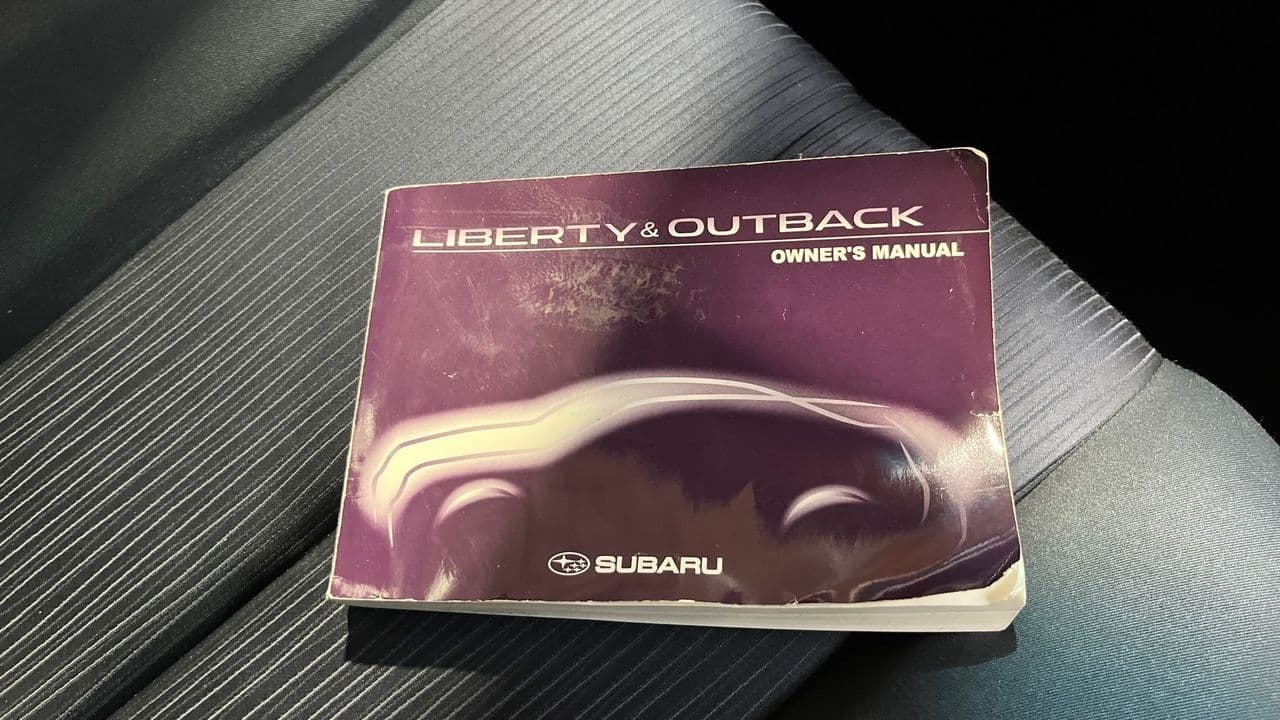 LIBERTY & OUTBACK
OWNER'S MANUAL
SUBARU